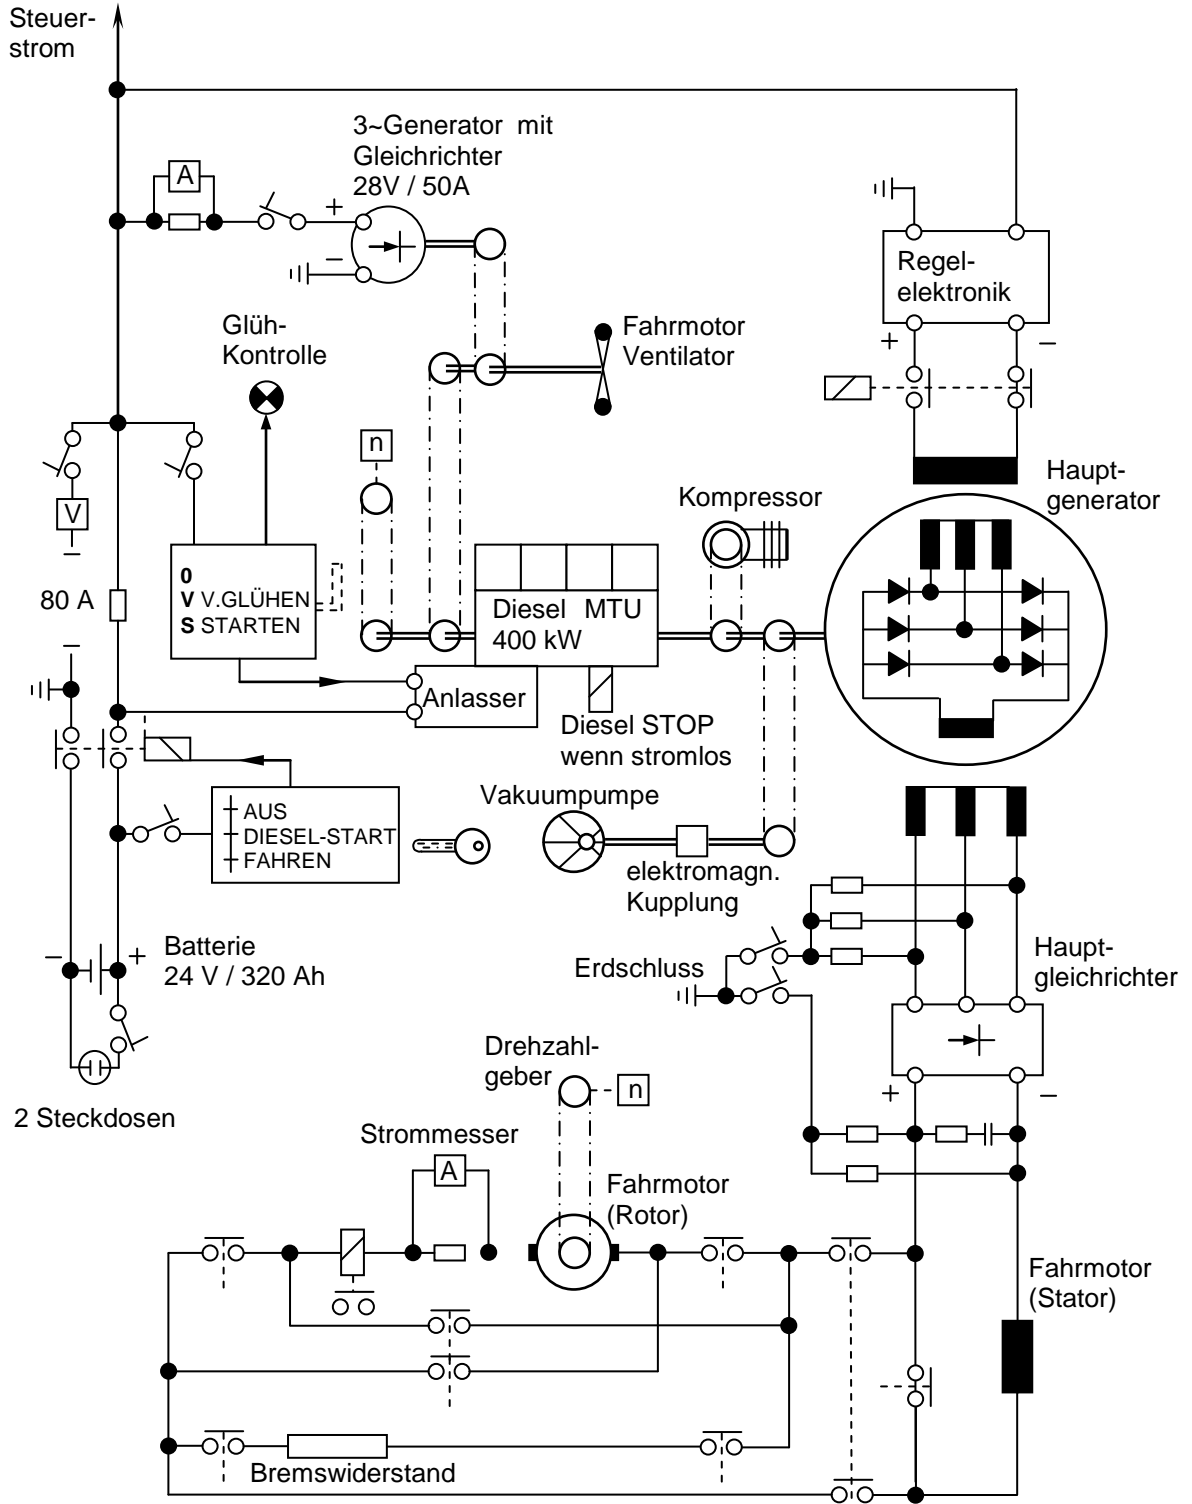 Steuer-
strom
3~Generator mit
Gleichrichter
28V / 50A
A
+
−
Regel-
elektronik
+
−
Glüh-
Kontrolle
Fahrmotor
Ventilator
n
V
−
Haupt-
generator
Kompressor
0
V V.GLÜHEN
S STARTEN
80 A
Diesel MTU
400 kW
Anlasser
Diesel STOP
wenn stromlos
AUS
DIESEL-START
FAHREN
Vakuumpumpe
elektromagn.
Kupplung
−
+
Batterie
24 V / 320 Ah
Haupt-
gleichrichter
Erdschluss
+
−
2 Steckdosen
Drehzahl-
geber
n
Strommesser
A
Fahrmotor
(Rotor)
Fahrmotor
(Stator)
Bremswiderstand